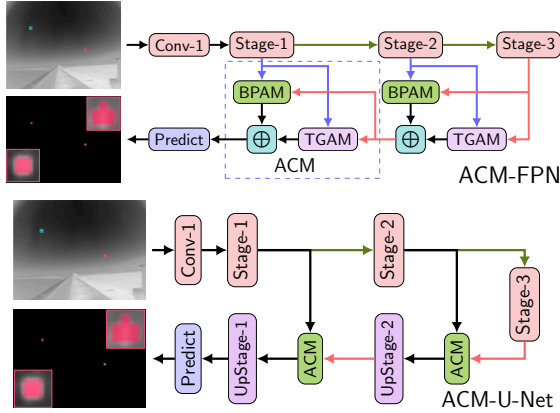 Conv-1 Stage-1 Stage-2 Stage-3
BPAM BPAM
Predict ⊕ TGAM ⊕ TGAM
ACM
ACM-FPN
Conv-1 Stage-1 Stage-2
Stage-3
Predict UpStage-1 ACM UpStage-2 ACM
ACM-U-Net